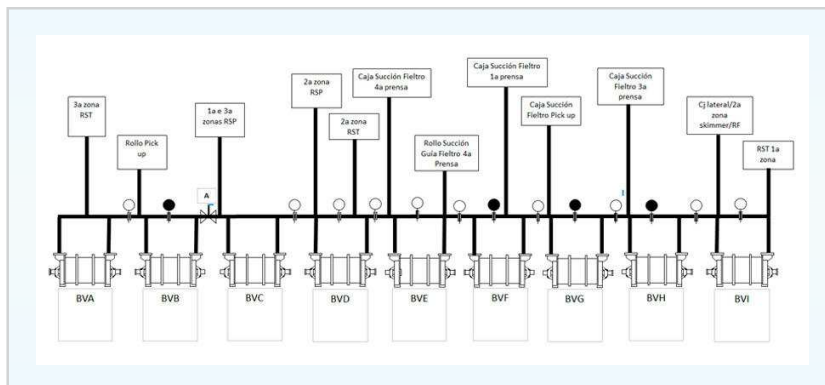 3a zona
RST
Rollo Pick
up
1a e 3a
zonas RSP
A
2a zona
RSP
2a zona
RST
Caja Succión Fieltro
4a prensa
Rollo Succión
Guía Fieltro 4a
Prensa
Caja Succión Fieltro
1a prensa
Caja Succión
Fieltro Pick up
Caja Succión
Fieltro 3a
prensa
Cj lateral/2a
zona
skimmer/RF
RST 1a
zona
BVA
BVB
BVC
BVD
BVE
BVF
BVG
BVH
BVI